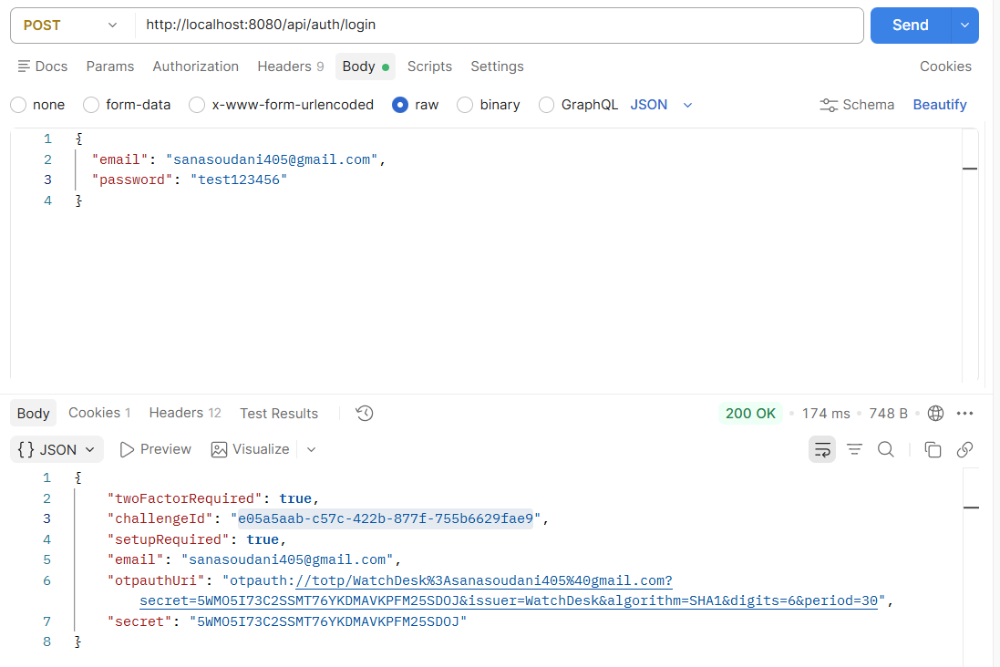 POST http://localhost:8080/api/auth/login Send
Docs Params Authorization Headers 9 Body Scripts Settings Cookies
none form-data x-www-form-urlencoded raw binary GraphQL JSON Schema Beautify
1 {
2 "email": "sanasoudani405@gmail.com",
3 "password": "test123456"
4 }
Body Cookies 1 Headers 12 Test Results 200 OK • 174 ms • 748 B
{} JSON Preview Visualize
1 {
2 "twoFactorRequired": true,
3 "challengeId": "e05a5aab-c57c-422b-877f-755b6629fae9",
4 "setupRequired": true,
5 "email": "sanasoudani405@gmail.com",
6 "otpauthUri": "otpauth://totp/WatchDesk%3Asanasoudani405%40gmail.com?
secret=5WMO5I73C2SSMT76YKDMAVKPFM25SDOJ&issuer=WatchDesk&algorithm=SHA1&digits=6&period=30",
7 "secret": "5WMO5I73C2SSMT76YKDMAVKPFM25SDOJ"
8 }